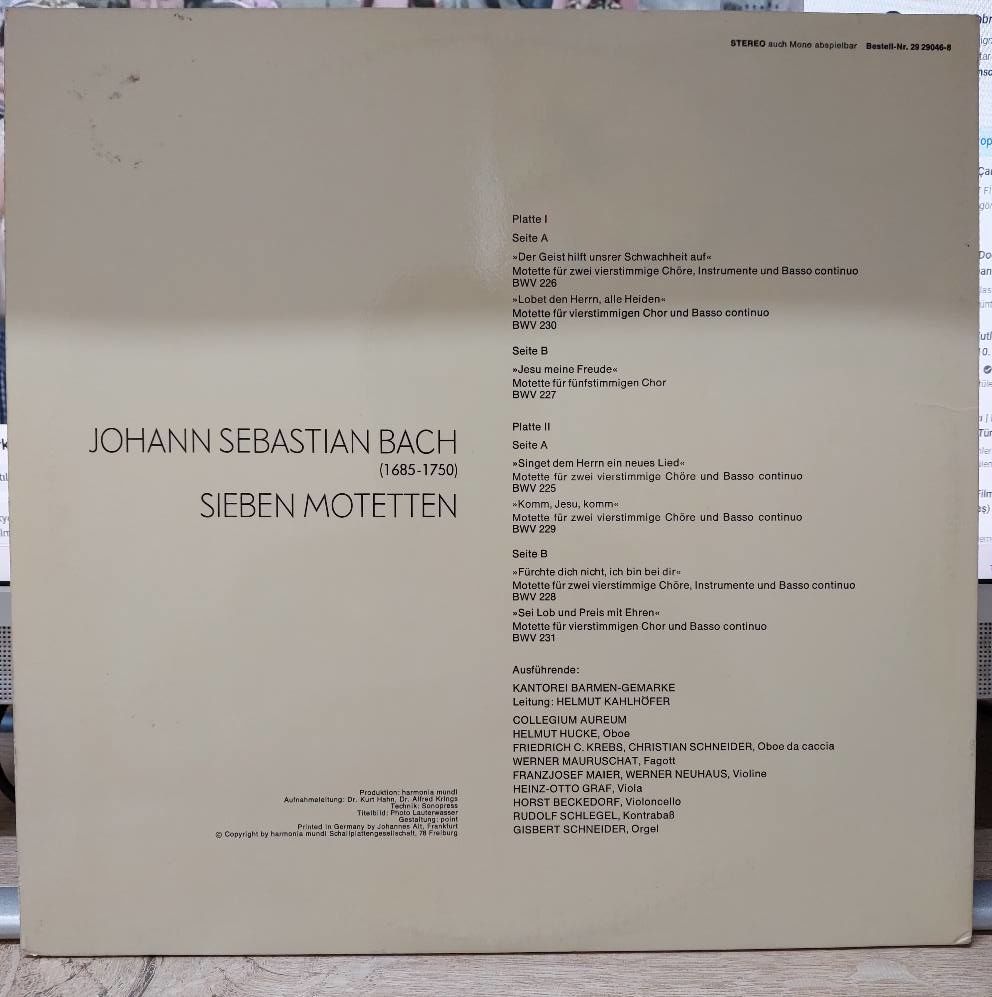 STEREO auch Mono abspielbar Bestell-Nr. 29 29046-8
Platte I
Seite A
»Der Geist hilft unsrer Schwachheit auf«
Motette für zwei vierstimmige Chöre, Instrumente und Basso continuo
BWV 226
»Lobet den Herrn, alle Heiden«
Motette für vierstimmigen Chor und Basso continuo
BWV 230
Seite B
»Jesu meine Freude«
Motette für fünfstimmigen Chor
BWV 227
Platte II
Seite A
»Singet dem Herrn ein neues Lied«
Motette für zwei vierstimmige Chöre und Basso continuo
BWV 225
»Komm, Jesu, komm«
Motette für zwei vierstimmige Chöre und Basso continuo
BWV 229
Seite B
»Fürchte dich nicht, ich bin bei dir«
Motette für zwei vierstimmige Chöre, Instrumente und Basso continuo
BWV 228
»Sei Lob und Preis mit Ehren«
Motette für vierstimmigen Chor und Basso continuo
BWV 231
Ausführende:
KANTOREI BARMEN-GEMARKE
Leitung: HELMUT KAHLHÖFER
COLLEGIUM AUREUM
HELMUT HUCKE, Oboe
FRIEDRICH C. KREBS, CHRISTIAN SCHNEIDER, Oboe da caccia
WERNER MAURUSCHAT, Fagott
FRANZJOSEF MAIER, WERNER NEUHAUS, Violine
HEINZ-OTTO GRAF, Viola
HORST BECKEDORF, Violoncello
RUDOLF SCHLEGEL, Kontrabaß
GISBERT SCHNEIDER, Orgel
JOHANN SEBASTIAN BACH
(1685-1750)
SIEBEN MOTETTEN
Produktion: harmonia mundi
Aufnahmeleitung: Dr. Kurt Hahn, Dr. Alfred Krings
Technik: Sonopress
Titelbild: Photo Lauterwasser
Gestaltung: point
Printed in Germany by Johannes Alt, Frankfurt
© Copyright by harmonia mundi Schallplattengesellschaft, 78 Freiburg